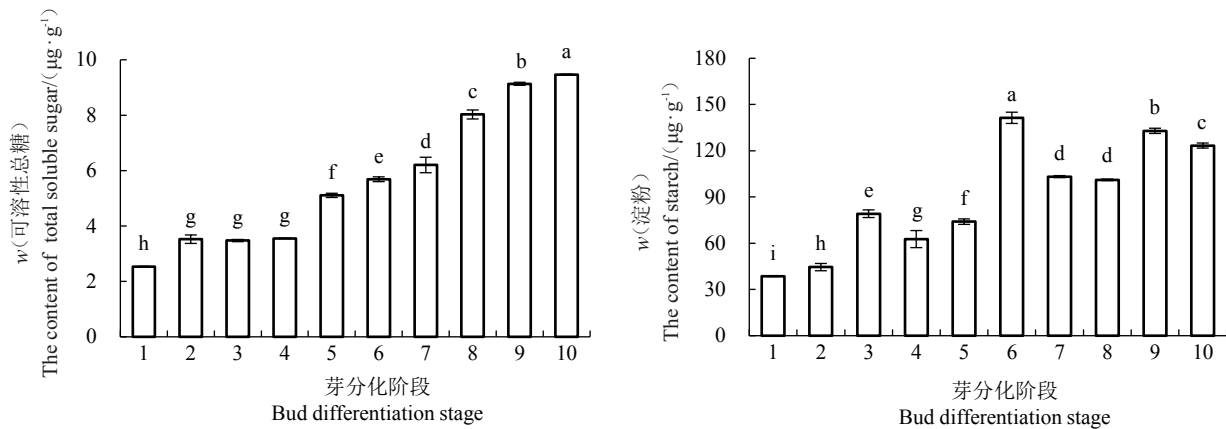 w(可溶性总糖)
The content of total soluble sugar/(μg·g-1)
10
8
6
4
2
0
h
g
g
g
f
e
d
c
b
a
1 2 3 4 5 6 7 8 9 10
芽分化阶段
Bud differentiation stage
w(淀粉)
The content of starch/(μg·g-1)
180
150
120
90
60
30
0
i
h
e
g
f
a
d
d
b
c
1 2 3 4 5 6 7 8 9 10
芽分化阶段
Bud differentiation stage